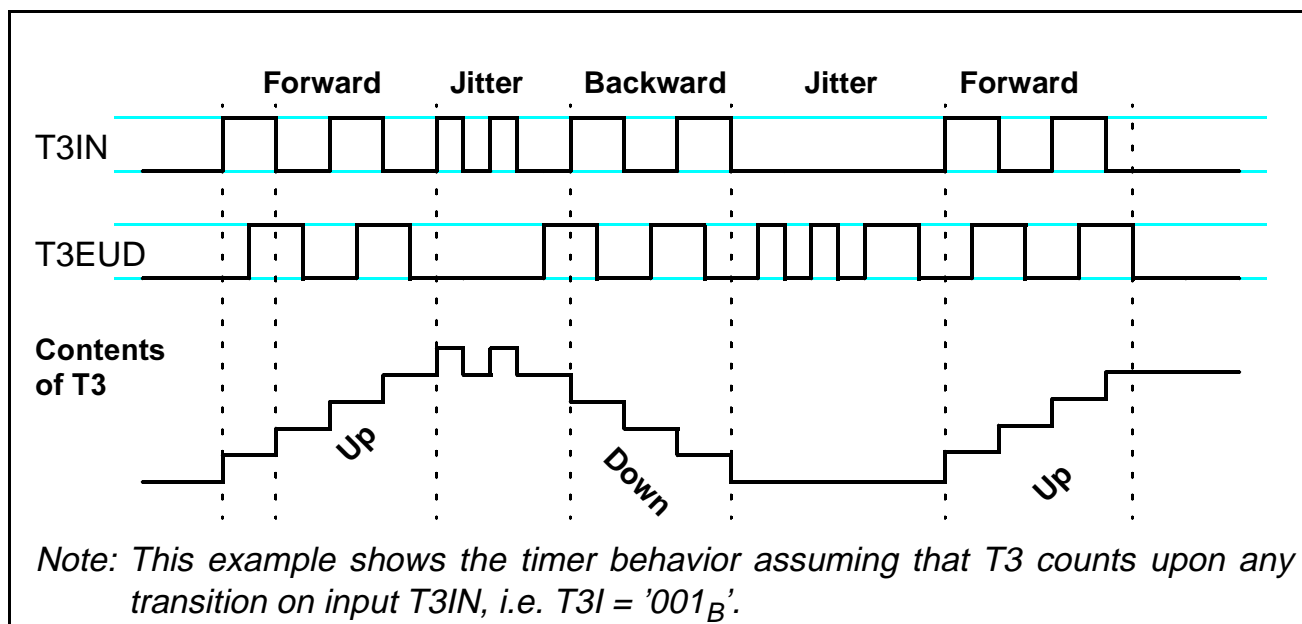 Forward Jitter Backward Jitter Forward
T3IN
T3EUD
Contents
of T3
Up
Down
Up
Note: This example shows the timer behavior assuming that T3 counts upon any
transition on input T3IN, i.e. T3I = ’001B’.